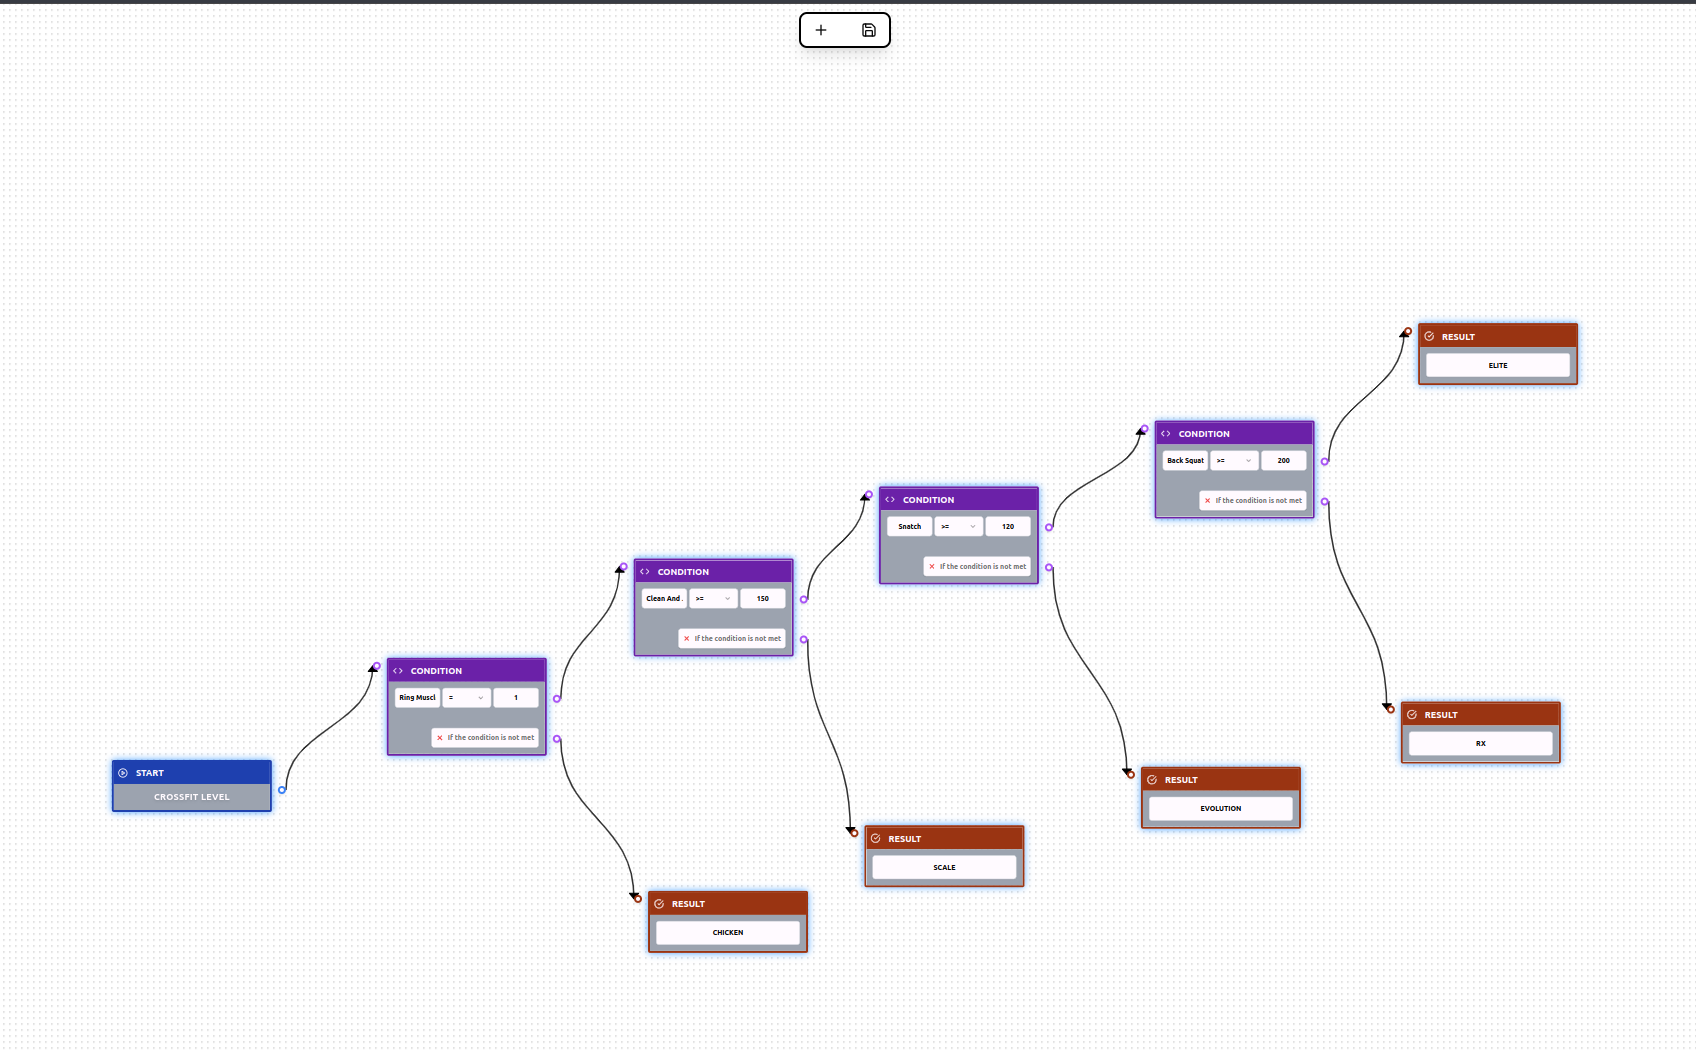 RESULT
ELITE
CONDITION
Back Squat >= 200
If the condition is not met
CONDITION
Snatch >= 120
If the condition is not met
CONDITION
Clean And . >= 150
If the condition is not met
CONDITION
Ring Muscl = 1
If the condition is not met
START
CROSSFIT LEVEL
RESULT
RX
RESULT
EVOLUTION
RESULT
SCALE
RESULT
CHICKEN